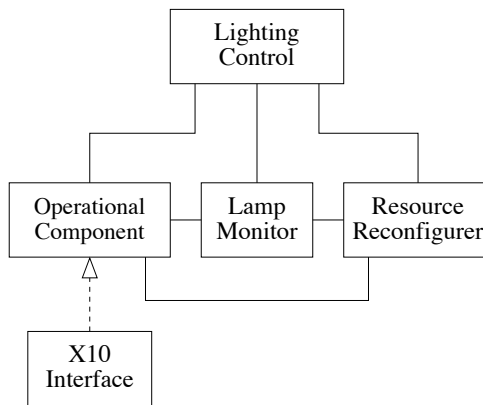 Lighting
Control
Operational
Component
Lamp
Monitor
Resource
Reconfigurer
X10
Interface